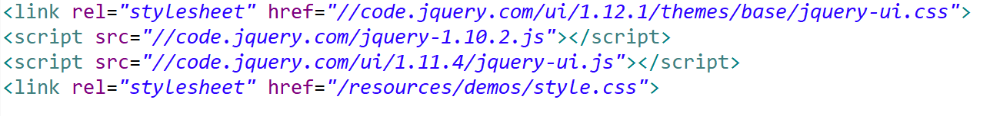 <link rel="stylesheet" href="//code.jquery.com/ui/1.12.1/themes/base/jquery-ui.css">
<script src="//code.jquery.com/jquery-1.10.2.js"></script>
<script src="//code.jquery.com/ui/1.11.4/jquery-ui.js"></script>
<link rel="stylesheet" href="/resources/demos/style.css">